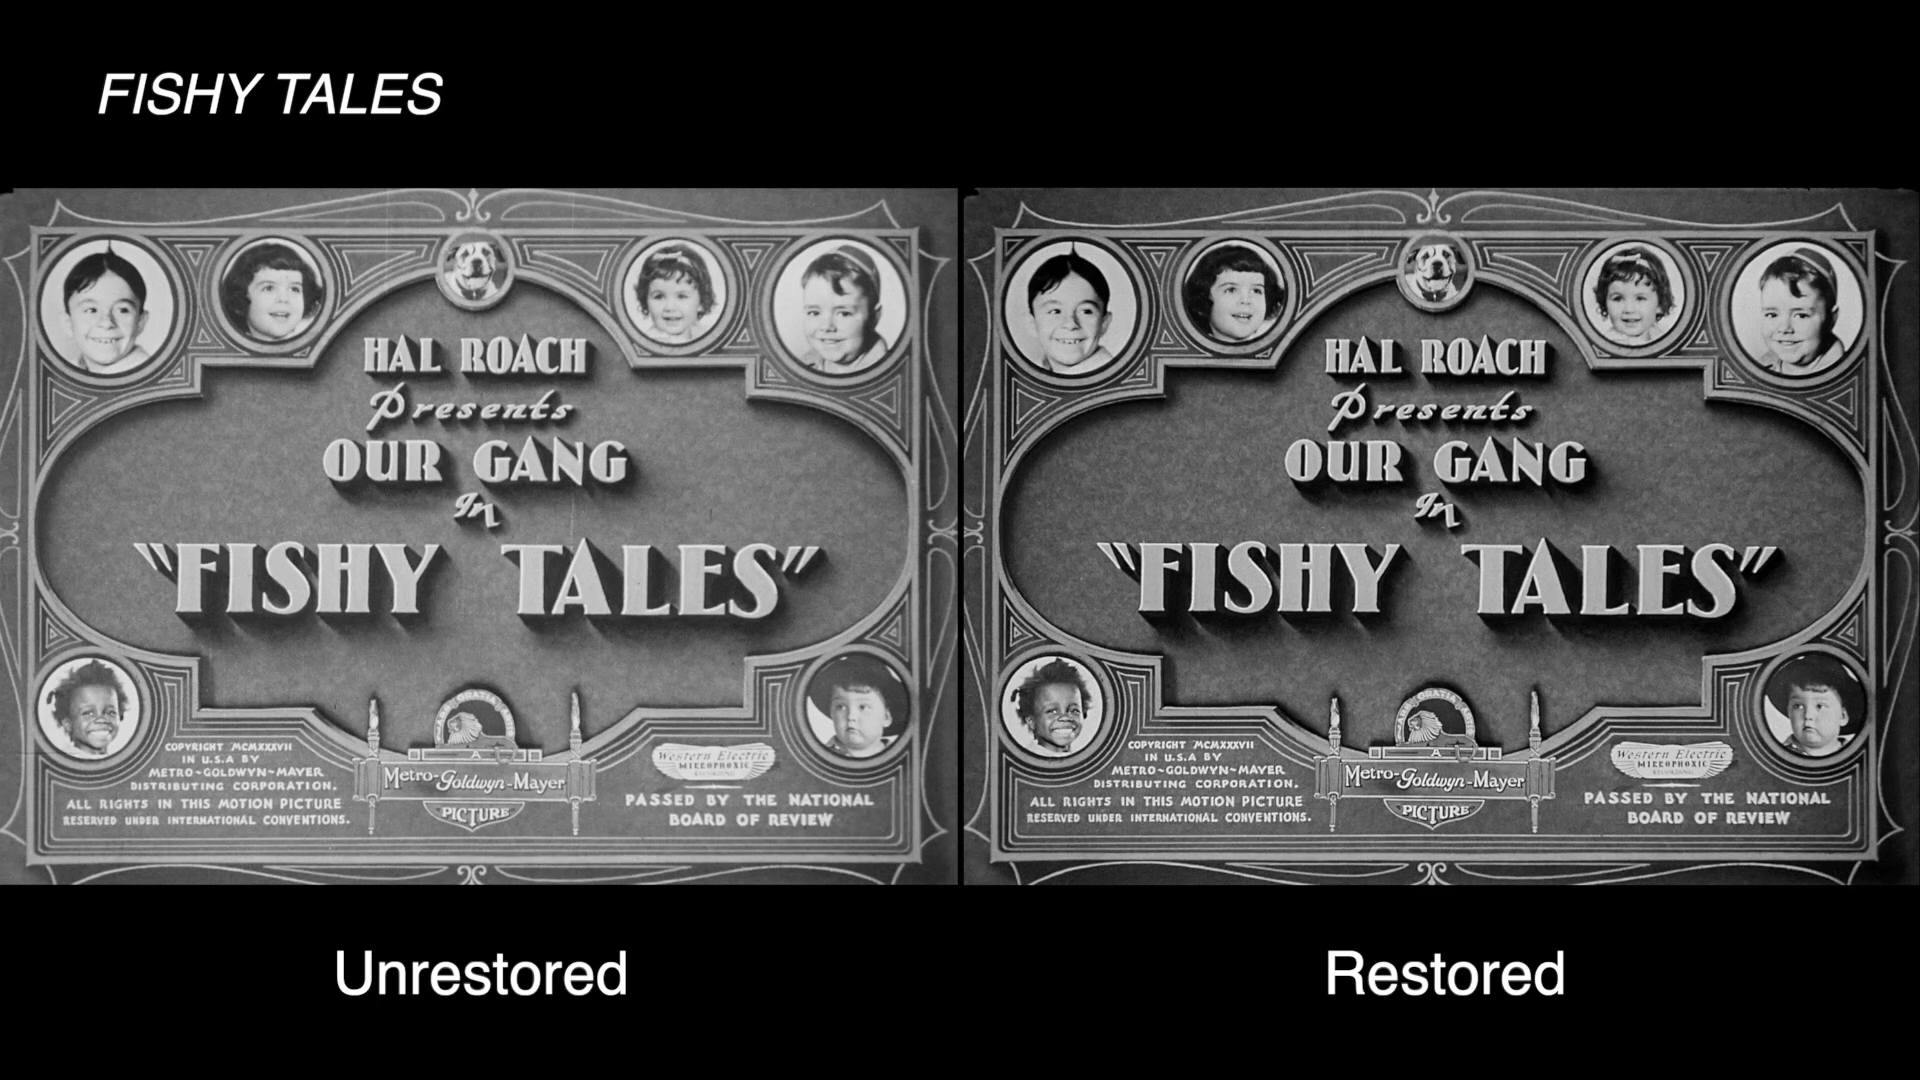 FISHY TALES
HAL ROACH
Presents
OUR GANG
In
"FISHY TALES"
COPYRIGHT MCMXXXVII
IN U.S.A BY
METRO-GOLDWYN-MAYER
DISTRIBUTING CORPORATION.
ALL RIGHTS IN THIS MOTION PICTURE
RESERVED UNDER INTERNATIONAL CONVENTIONS.
A
Metro-Goldwyn-Mayer
PICTURE
Western Electric
MIRROPHONIC
RECORDING
PASSED BY THE NATIONAL
BOARD OF REVIEW
HAL ROACH
Presents
OUR GANG
In
"FISHY TALES"
COPYRIGHT MCMXXXVII
IN U.S.A BY
METRO-GOLDWYN-MAYER
DISTRIBUTING CORPORATION.
ALL RIGHTS IN THIS MOTION PICTURE
RESERVED UNDER INTERNATIONAL CONVENTIONS.
A
Metro-Goldwyn-Mayer
PICTURE
Western Electric
MIRROPHONIC
RECORDING
PASSED BY THE NATIONAL
BOARD OF REVIEW
Unrestored
Restored